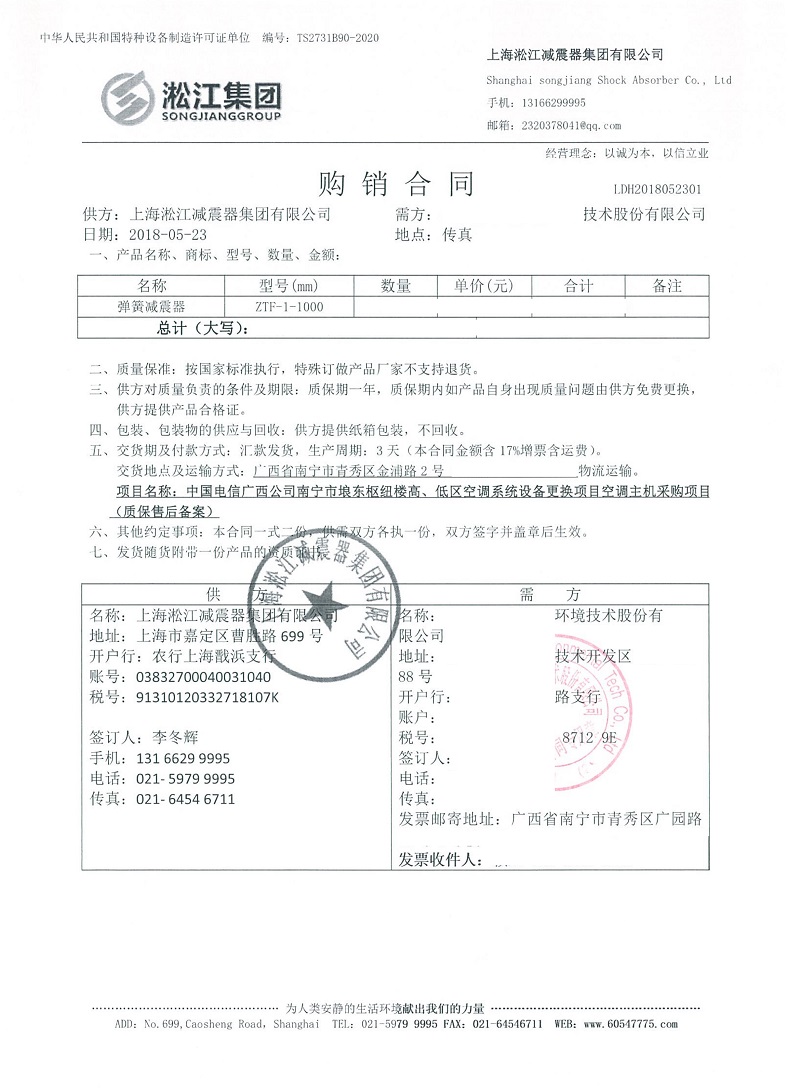 中华人民共和国特种设备制造许可证单位 编号：TS2731B90-2020
淞江集团
SONGJIANGGROUP
上海淞江减震器集团有限公司
Shanghai songjiang Shock Absorber Co., Ltd
手机：13166299995
邮箱：2320378041@qq.com
经营理念：以诚为本，以信立业
购销合同
LDH2018052301
供方：上海淞江减震器集团有限公司 需方： 技术股份有限公司
日期：2018-05-23 地点：传真
一、产品名称、商标、型号、数量、金额：
名称 型号(mm) 数量 单价(元) 合计 备注
弹簧减震器 ZTF-1-1000
总计（大写）：
二、质量保准：按国家标准执行，特殊订做产品厂家不支持退货。
三、供方对质量负责的条件及期限：质保期一年，质保期内如产品自身出现质量问题由供方免费更换，
供方提供产品合格证。
四、包装、包装物的供应与回收：供方提供纸箱包装，不回收。
五、交货期及付款方式：汇款发货，生产周期：3 天（本合同金额含 17%增票含运费）。
交货地点及运输方式：广西省南宁市青秀区金浦路 2 号 物流运输。
项目名称：中国电信广西公司南宁市埌东枢纽楼高、低区空调系统设备更换项目空调主机采购项目
（质保售后备案）
六、其他约定事项：本合同一式二份，供需双方各执一份，双方签字并盖章后生效。
七、发货随货附带一份产品的资质证书。
供 方
名称：上海淞江减震器集团有限公司
地址：上海市嘉定区曹胜路 699 号
开户行：农行上海戬浜支行
账号：03832700040031040
税号：91310120332718107K
签订人：李冬辉
手机：131 6629 9995
电话：021- 5979 9995
传真：021- 6454 6711
上海淞江减震器集团有限公司
需 方
名称： 环境技术股份有
限公司
地址： 技术开发区
88 号
开户行： 路支行
账户：
税号： 8712 9E
签订人：
电话：
传真：
发票邮寄地址：广西省南宁市青秀区广园路
发票收件人：
Tech Co., Ltd
为人类安静的生活环境献出我们的力量
ADD: No.699,Caosheng Road, Shanghai TEL: 021-5979 9995 FAX: 021-64546711 WEB: www.60547775.com